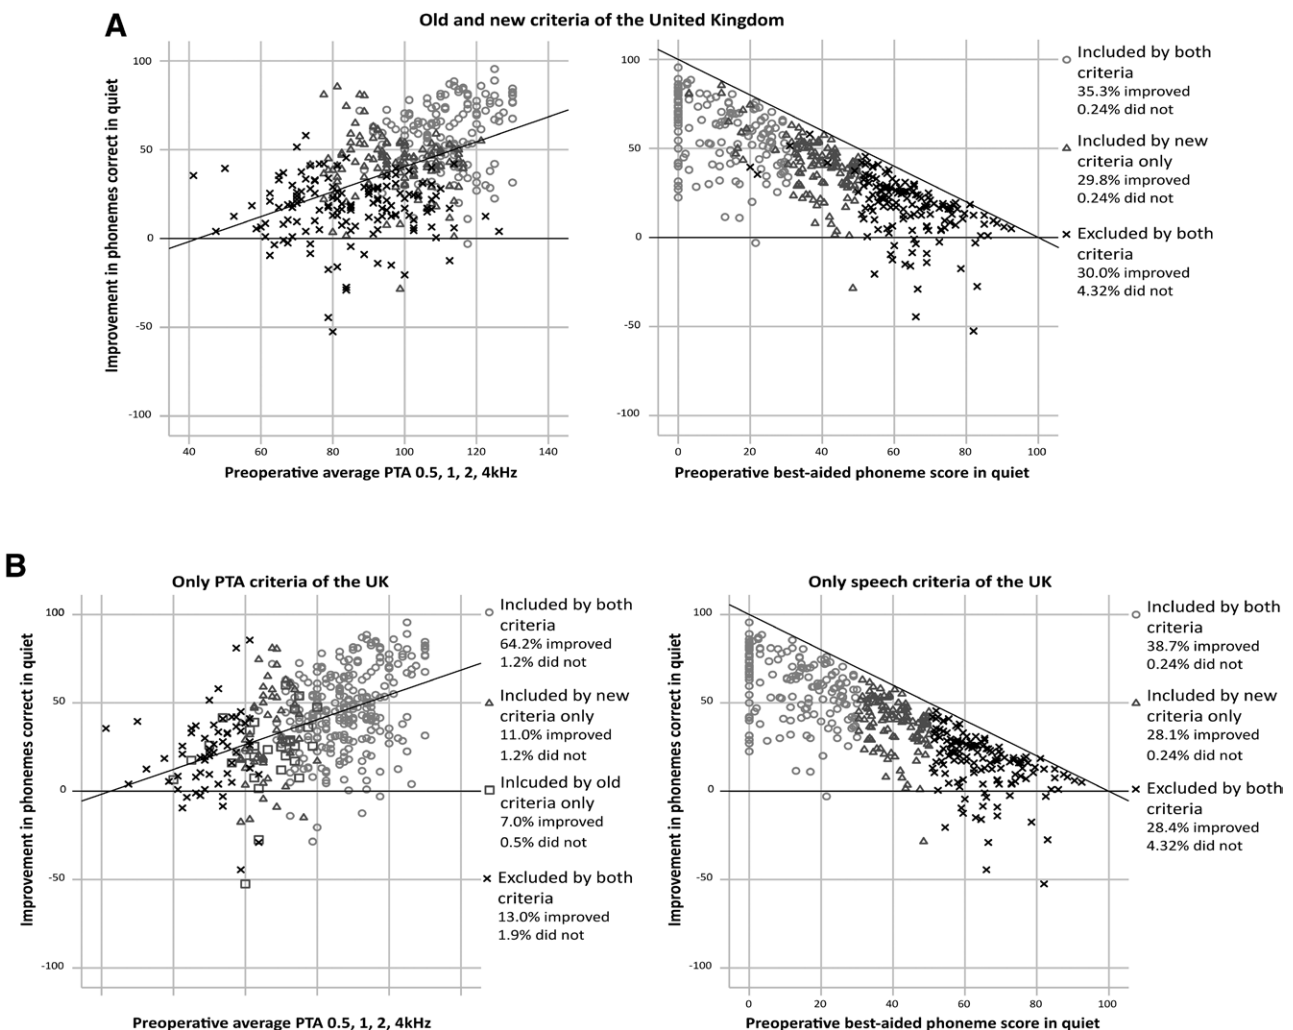 A
Old and new criteria of the United Kingdom
Improvement in phonemes correct in quiet
100
50
0
-50
-100
40 60 80 100 120 140
Preoperative average PTA 0.5, 1, 2, 4kHz
100
50
0
-50
-100
0 20 40 60 80 100
Preoperative best-aided phoneme score in quiet
Included by both
criteria
35.3% improved
0.24% did not
Included by new
criteria only
29.8% improved
0.24% did not
Excluded by both
criteria
30.0% improved
4.32% did not
B
Only PTA criteria of the UK
Improvement in phonemes correct in quiet
100
50
0
-50
-100
Preoperative average PTA 0.5, 1, 2, 4kHz
Included by both
criteria
64.2% improved
1.2% did not
Included by new
criteria only
11.0% improved
1.2% did not
Inlcuded by old
criteria only
7.0% improved
0.5% did not
Excluded by both
criteria
13.0% improved
1.9% did not
Only speech criteria of the UK
Improvement in phonemes correct in quiet
100
50
0
-50
-100
0 20 40 60 80 100
Preoperative best-aided phoneme score in quiet
Included by both
criteria
38.7% improved
0.24% did not
Included by new
criteria only
28.1% improved
0.24% did not
Excluded by both
criteria
28.4% improved
4.32% did not